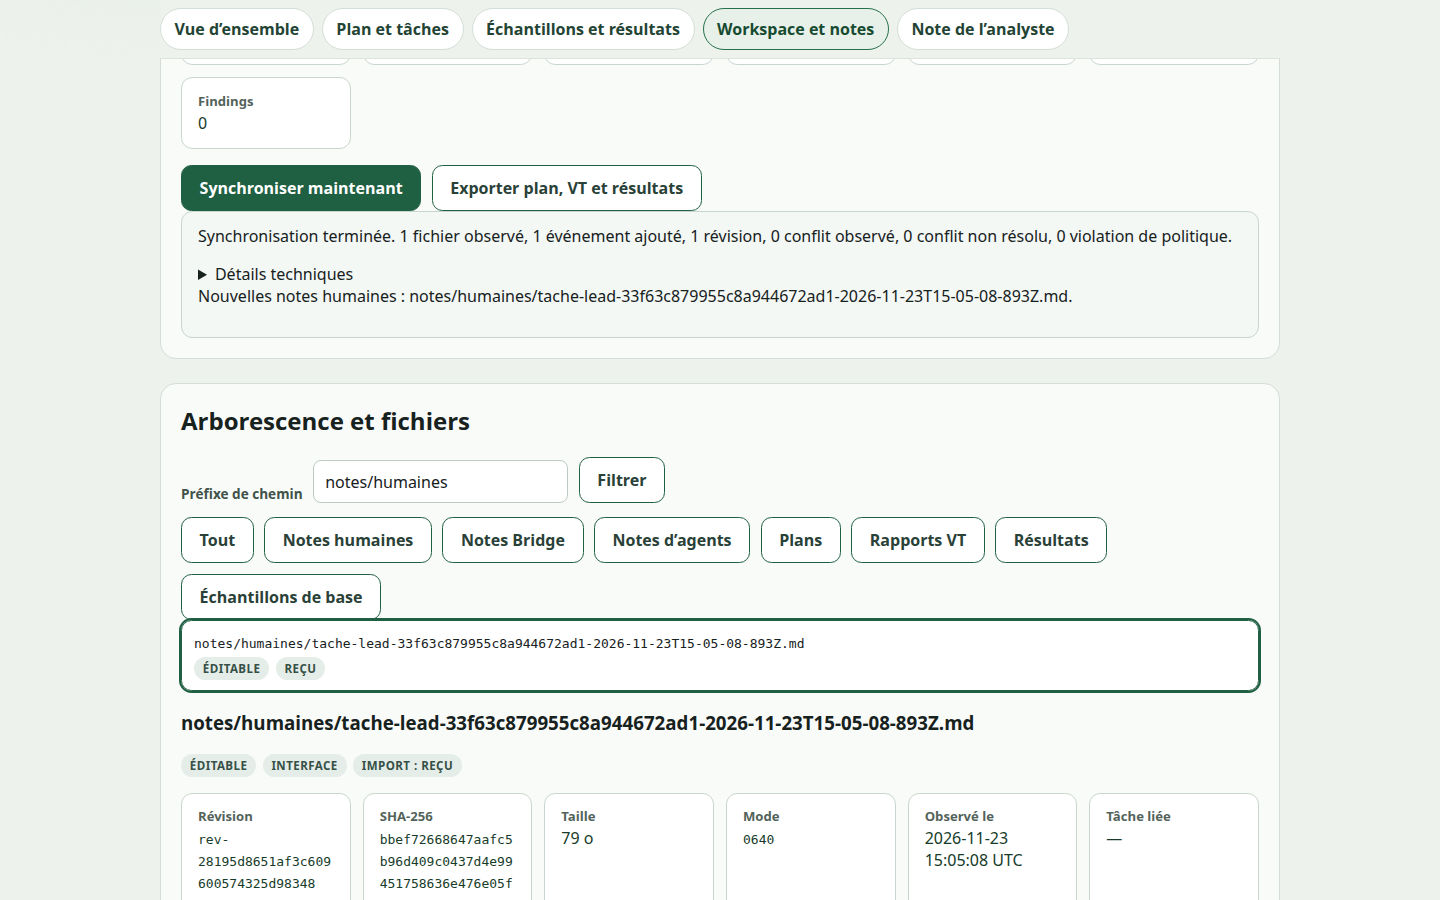 Vue d’ensemble
Plan et tâches
Échantillons et résultats
Workspace et notes
Note de l’analyste
Findings
0
Synchroniser maintenant
Exporter plan, VT et résultats
Synchronisation terminée. 1 fichier observé, 1 événement ajouté, 1 révision, 0 conflit observé, 0 conflit non résolu, 0 violation de politique.
Détails techniques
Nouvelles notes humaines : notes/humaines/tache-lead-33f63c879955c8a944672ad1-2026-11-23T15-05-08-893Z.md.
Arborescence et fichiers
Préfixe de chemin
notes/humaines
Filtrer
Tout
Notes humaines
Notes Bridge
Notes d’agents
Plans
Rapports VT
Résultats
Échantillons de base
notes/humaines/tache-lead-33f63c879955c8a944672ad1-2026-11-23T15-05-08-893Z.md
ÉDITABLE
REÇU
notes/humaines/tache-lead-33f63c879955c8a944672ad1-2026-11-23T15-05-08-893Z.md
ÉDITABLE
INTERFACE
IMPORT : REÇU
Révision
rev-
28195d8651af3c609
600574325d98348
SHA-256
bbef72668647aafc5
b96d409c0437d4e99
451758636e476e05f
Taille
79 o
Mode
0640
Observé le
2026-11-23
15:05:08 UTC
Tâche liée
—